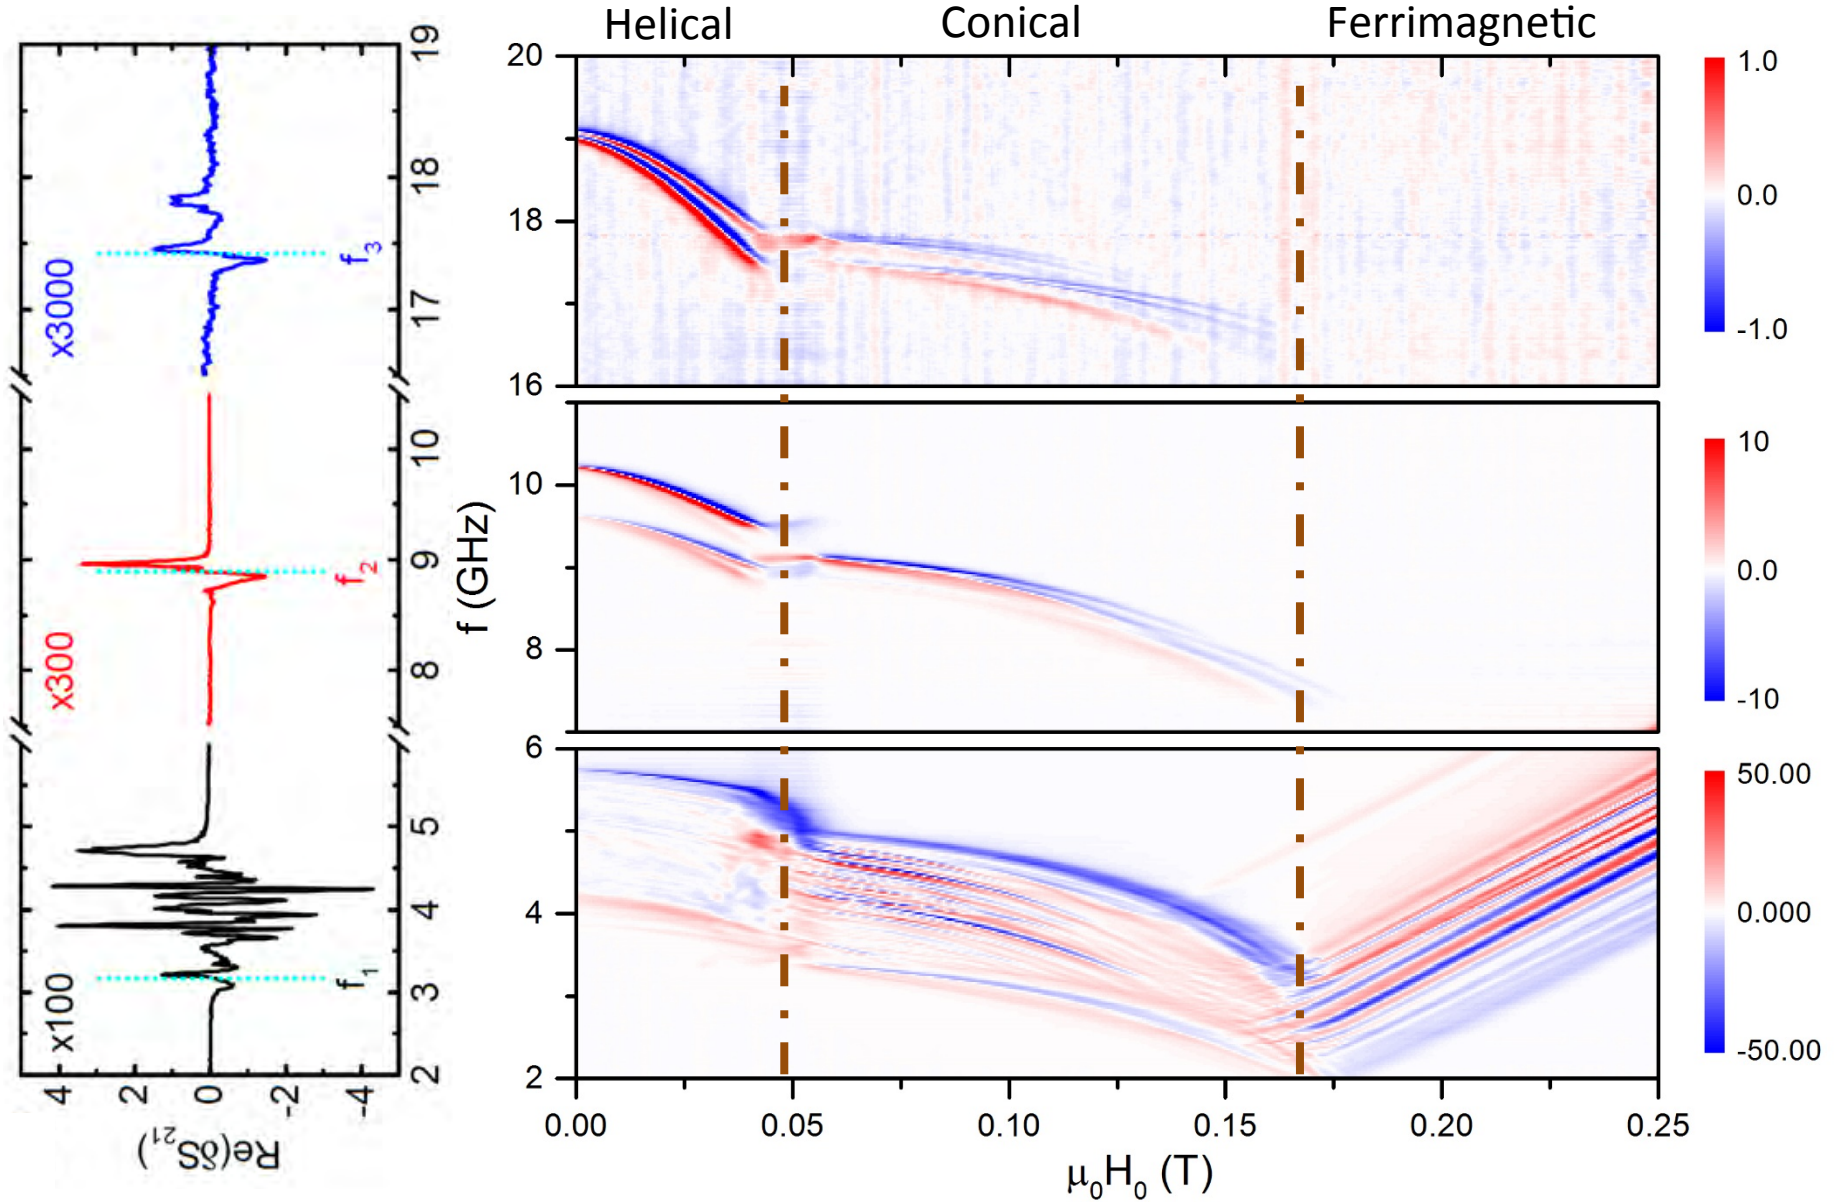 Helical Conical Ferrimagnetic
19
18
17
10
9
8
5
4
3
2
x3000
x300
x100
f3
f2
f1
4 2 0 -2 -4
Re(δS21)
20
18
16
10
8
6
4
2
f (GHz)
0.00 0.05 0.10 0.15 0.20 0.25
μ0H0 (T)
1.0
0.0
-1.0
10
0.0
-10
50.00
0.000
-50.00